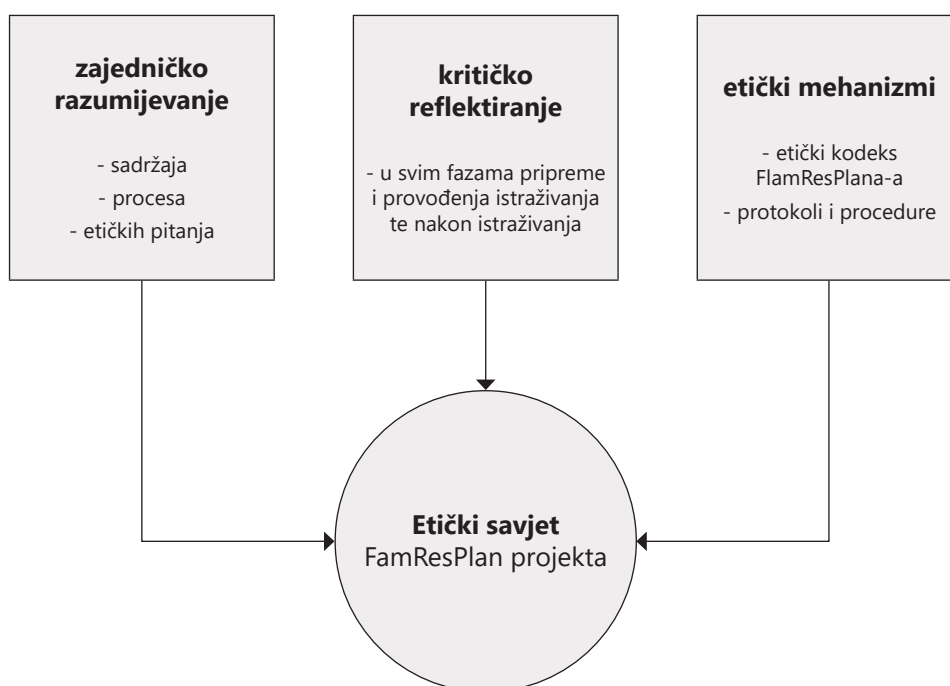 zajedničko
razumijevanje
- sadržaja
- procesa
- etičkih pitanja
kritičko
reflektiranje
- u svim fazama pripreme
i provođenja istraživanja
te nakon istraživanja
etički mehanizmi
- etički kodeks
FlamResPlana-a
- protokoli i procedure
Etički savjet
FamResPlan projekta